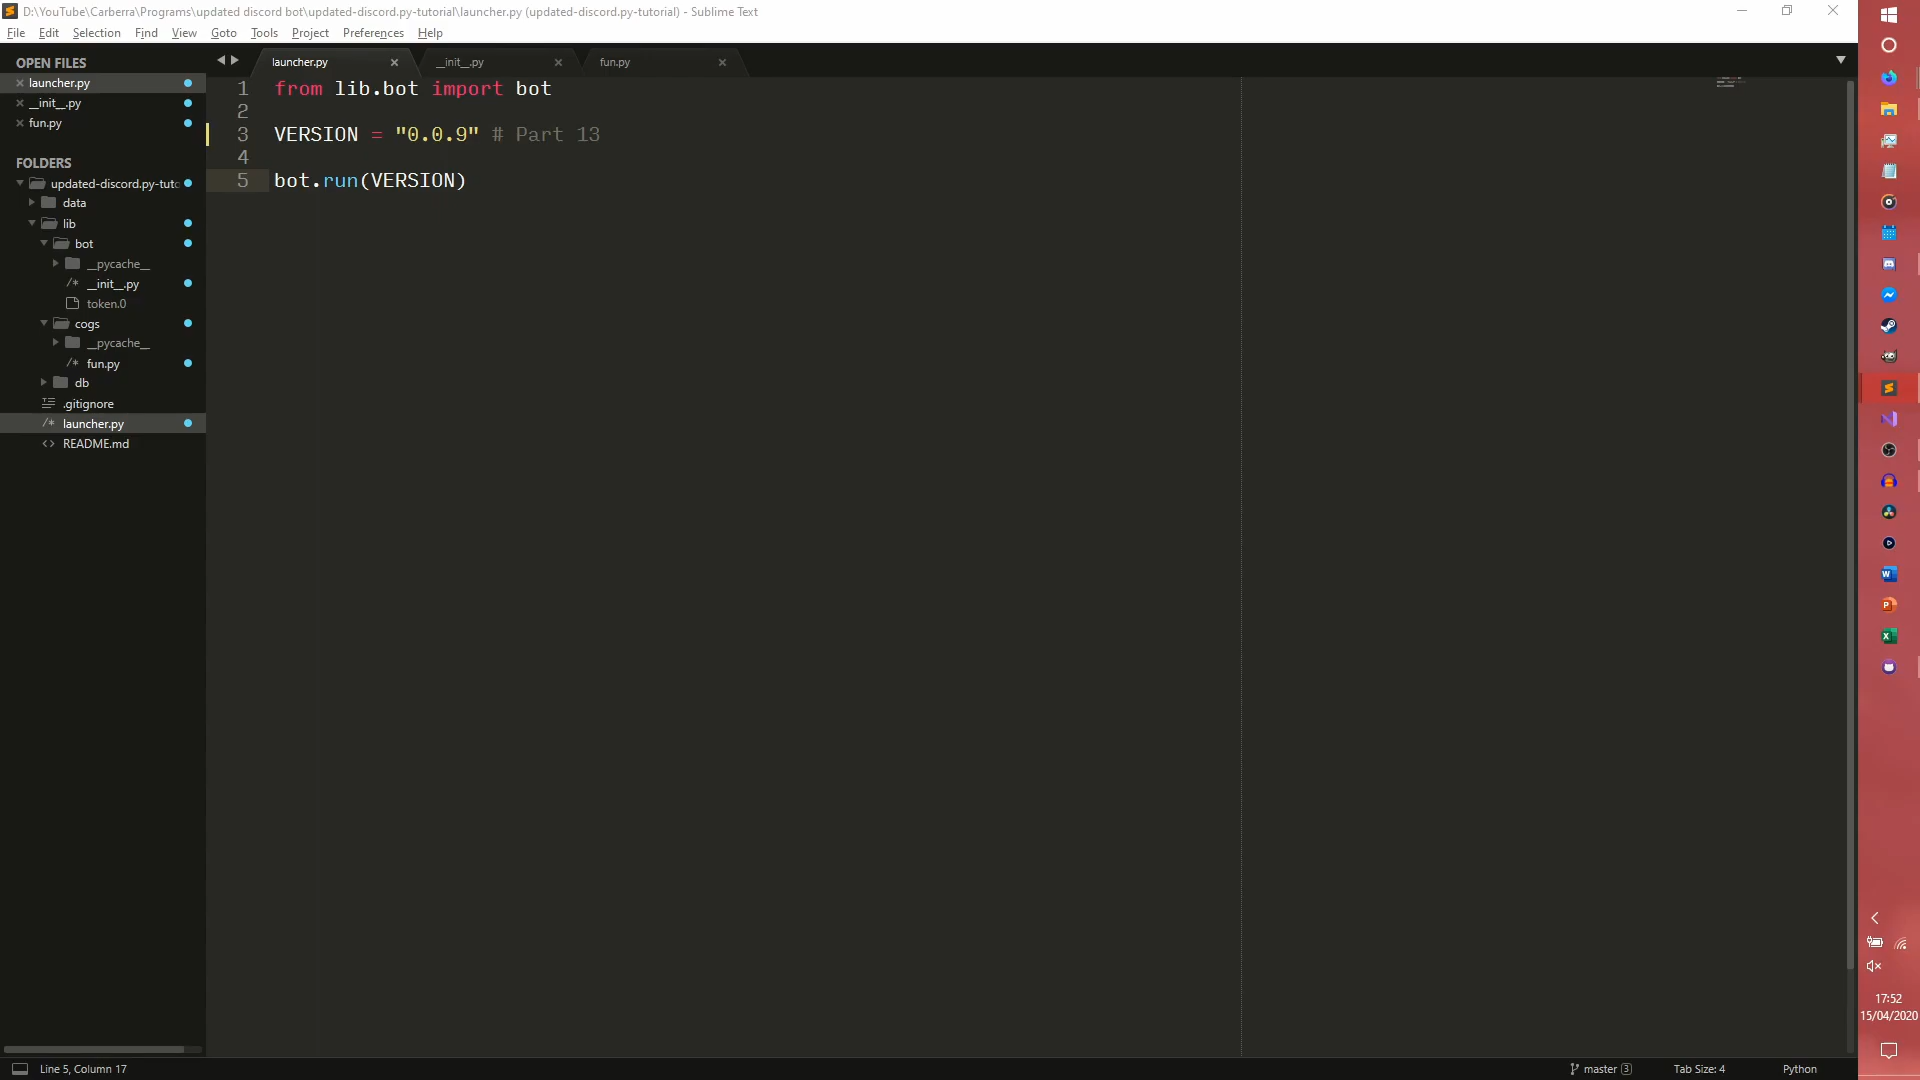 D:\YouTube\Carberra\Programs\updated discord bot\updated-discord.py-tutorial\launcher.py (updated-discord.py-tutorial) - Sublime Text
File Edit Selection Find View Goto Tools Project Preferences Help
OPEN FILES
launcher.py
__init__.py
fun.py
FOLDERS
updated-discord.py-tuto
data
lib
bot
__pycache__
__init__.py
token.0
cogs
__pycache__
fun.py
db
.gitignore
launcher.py
README.md
launcher.py
__init__.py
fun.py
1 from lib.bot import bot
2
3 VERSION = "0.0.9" # Part 13
4
5 bot.run(VERSION)
17:52
15/04/2020
Line 5, Column 17
master 3
Tab Size: 4
Python